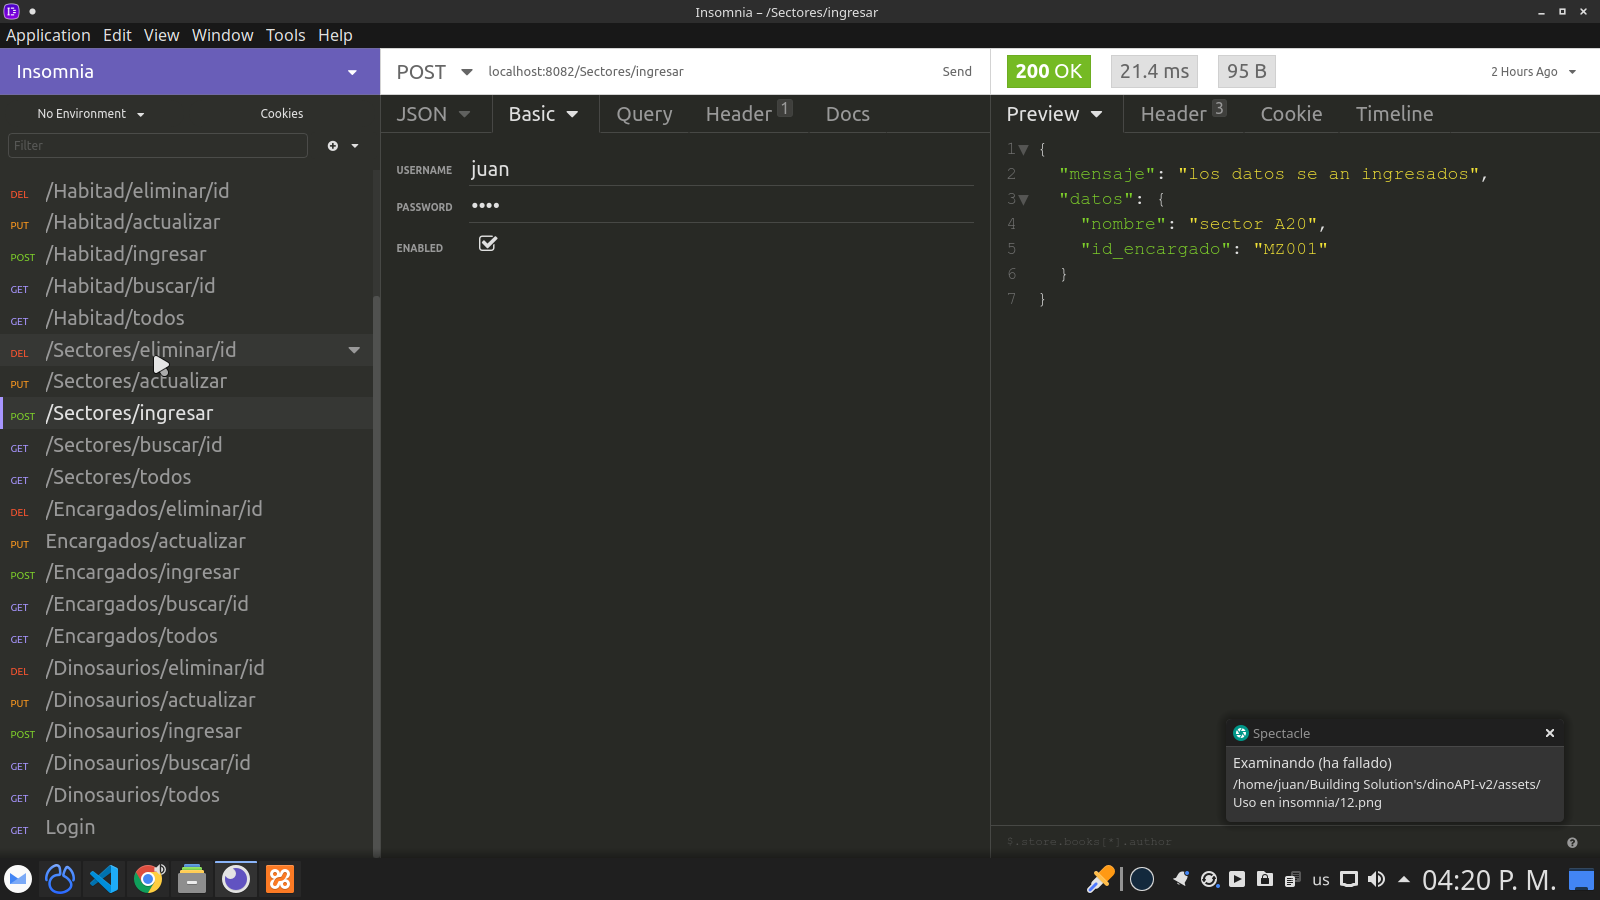 Insomnia – /Sectores/ingresar
Application Edit View Window Tools Help
Insomnia
No Environment
Cookies
Filter
DEL /Habitad/eliminar/id
PUT /Habitad/actualizar
POST /Habitad/ingresar
GET /Habitad/buscar/id
GET /Habitad/todos
DEL /Sectores/eliminar/id
PUT /Sectores/actualizar
POST /Sectores/ingresar
GET /Sectores/buscar/id
GET /Sectores/todos
DEL /Encargados/eliminar/id
PUT Encargados/actualizar
POST /Encargados/ingresar
GET /Encargados/buscar/id
GET /Encargados/todos
DEL /Dinosaurios/eliminar/id
PUT /Dinosaurios/actualizar
POST /Dinosaurios/ingresar
GET /Dinosaurios/buscar/id
GET /Dinosaurios/todos
GET Login
POST localhost:8082/Sectores/ingresar Send
JSON Basic Query Header 1 Docs
USERNAME juan
PASSWORD ••••
ENABLED
200 OK 21.4 ms 95 B 2 Hours Ago
Preview Header 3 Cookie Timeline
1 {
2 "mensaje": "los datos se an ingresados",
3 "datos": {
4 "nombre": "sector A20",
5 "id_encargado": "MZ001"
6 }
7 }
Spectacle
Examinando (ha fallado)
/home/juan/Building Solution's/dinoAPI-v2/assets/
Uso en insomnia/12.png
$.store.books[*].author
us 04:20 P. M.